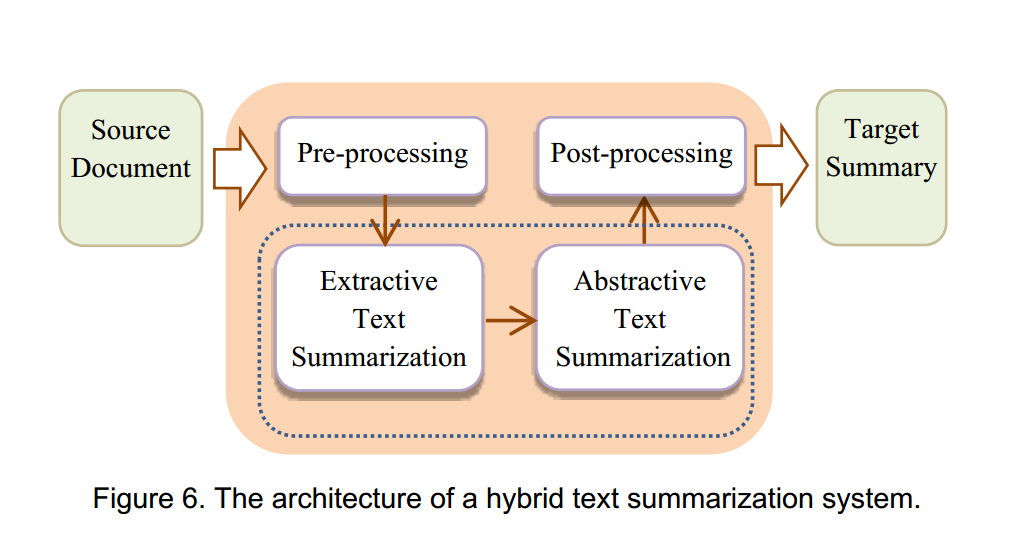 Source
Document
Pre-processing
Post-processing
Target
Summary
Extractive
Text
Summarization
Abstractive
Text
Summarization
Figure 6. The architecture of a hybrid text summarization system.